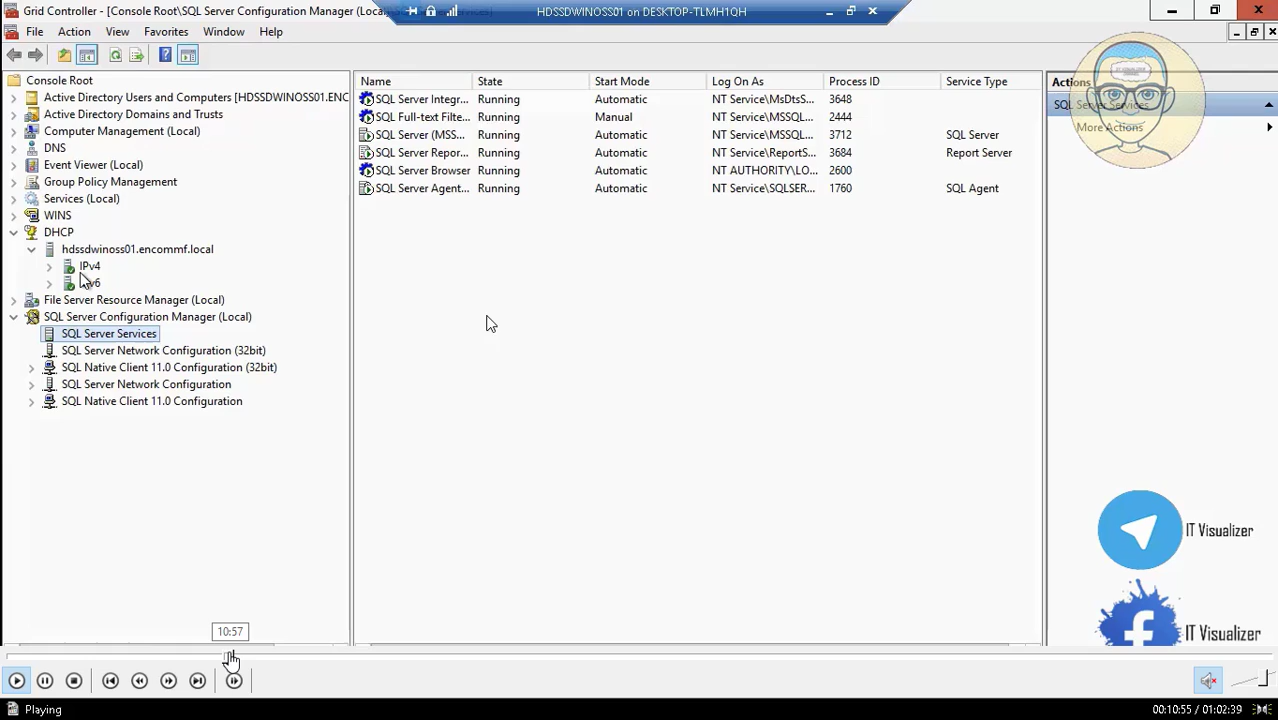 Grid Controller - [Console Root\SQL Server Configuration Manager (Local
HDSSDWINOSS01 on DESKTOP-TLMH1QH
File Action View Favorites Window Help
Console Root
Active Directory Users and Computers [HDSSDWINOSS01.ENC
Active Directory Domains and Trusts
Computer Management (Local)
DNS
Event Viewer (Local)
Group Policy Management
Services (Local)
WINS
DHCP
hdssdwinoss01.encommf.local
IPv4
File Server Resource Manager (Local)
SQL Server Configuration Manager (Local)
SQL Server Services
SQL Server Network Configuration (32bit)
SQL Native Client 11.0 Configuration (32bit)
SQL Server Network Configuration
SQL Native Client 11.0 Configuration
Name State Start Mode Log On As Process ID Service Type
SQL Server Integr... Running Automatic NT Service\MsDtsS... 3648
SQL Full-text Filte... Running Manual NT Service\MSSQL... 2444
SQL Server (MSS... Running Automatic NT Service\MSSQL... 3712 SQL Server
SQL Server Repor... Running Automatic NT Service\ReportS... 3684 Report Server
SQL Server Browser Running Automatic NT AUTHORITY\LO... 2600
SQL Server Agent... Running Automatic NT Service\SQLSER... 1760 SQL Agent
Actions
SQL Server Services
More Actions
IT Visualizer
IT Visualizer
10:57
Playing
00:10:55 / 01:02:39